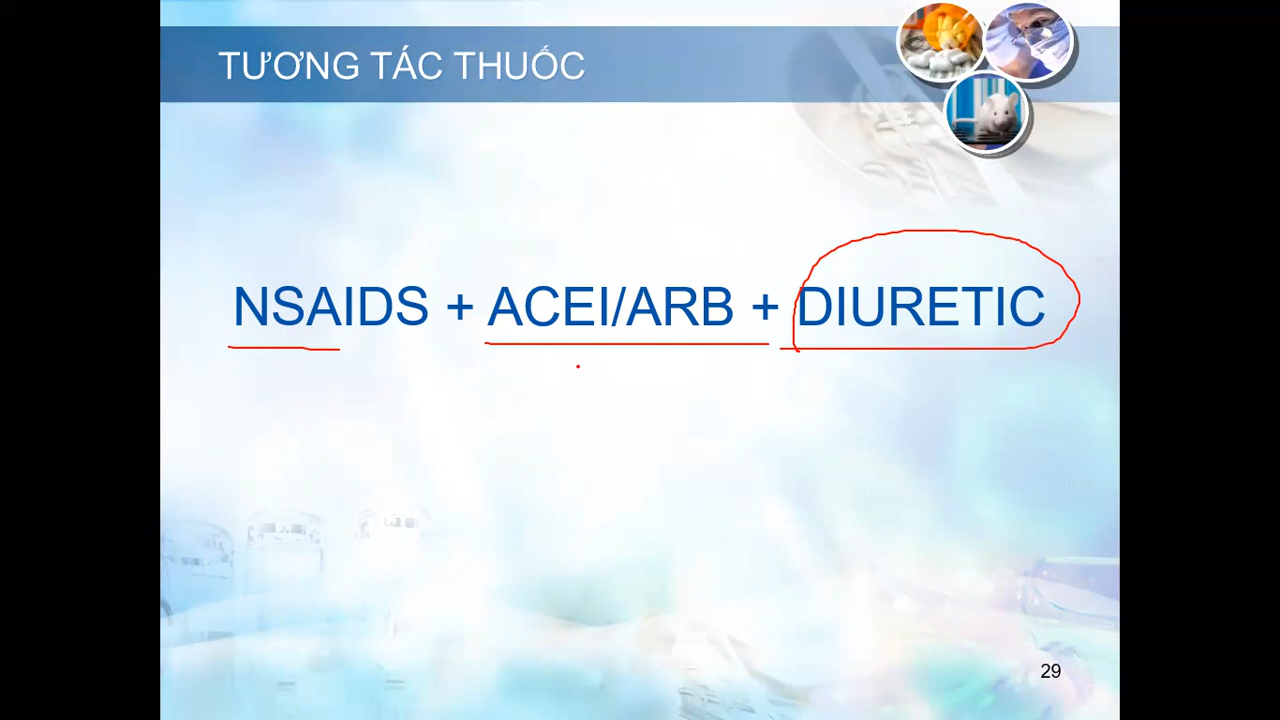 TƯƠNG TÁC THUỐC
NSAIDS + ACEI/ARB + DIURETIC
29